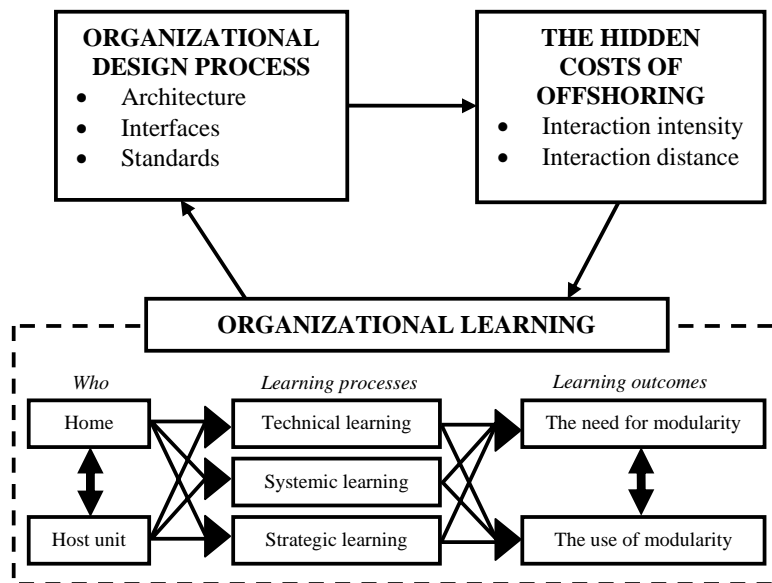 ORGANIZATIONAL
DESIGN PROCESS
• Architecture
• Interfaces
• Standards
THE HIDDEN
COSTS OF
OFFSHORING
• Interaction intensity
• Interaction distance
ORGANIZATIONAL LEARNING
Who
Learning processes
Learning outcomes
Home
Technical learning
The need for modularity
Systemic learning
Host unit
Strategic learning
The use of modularity